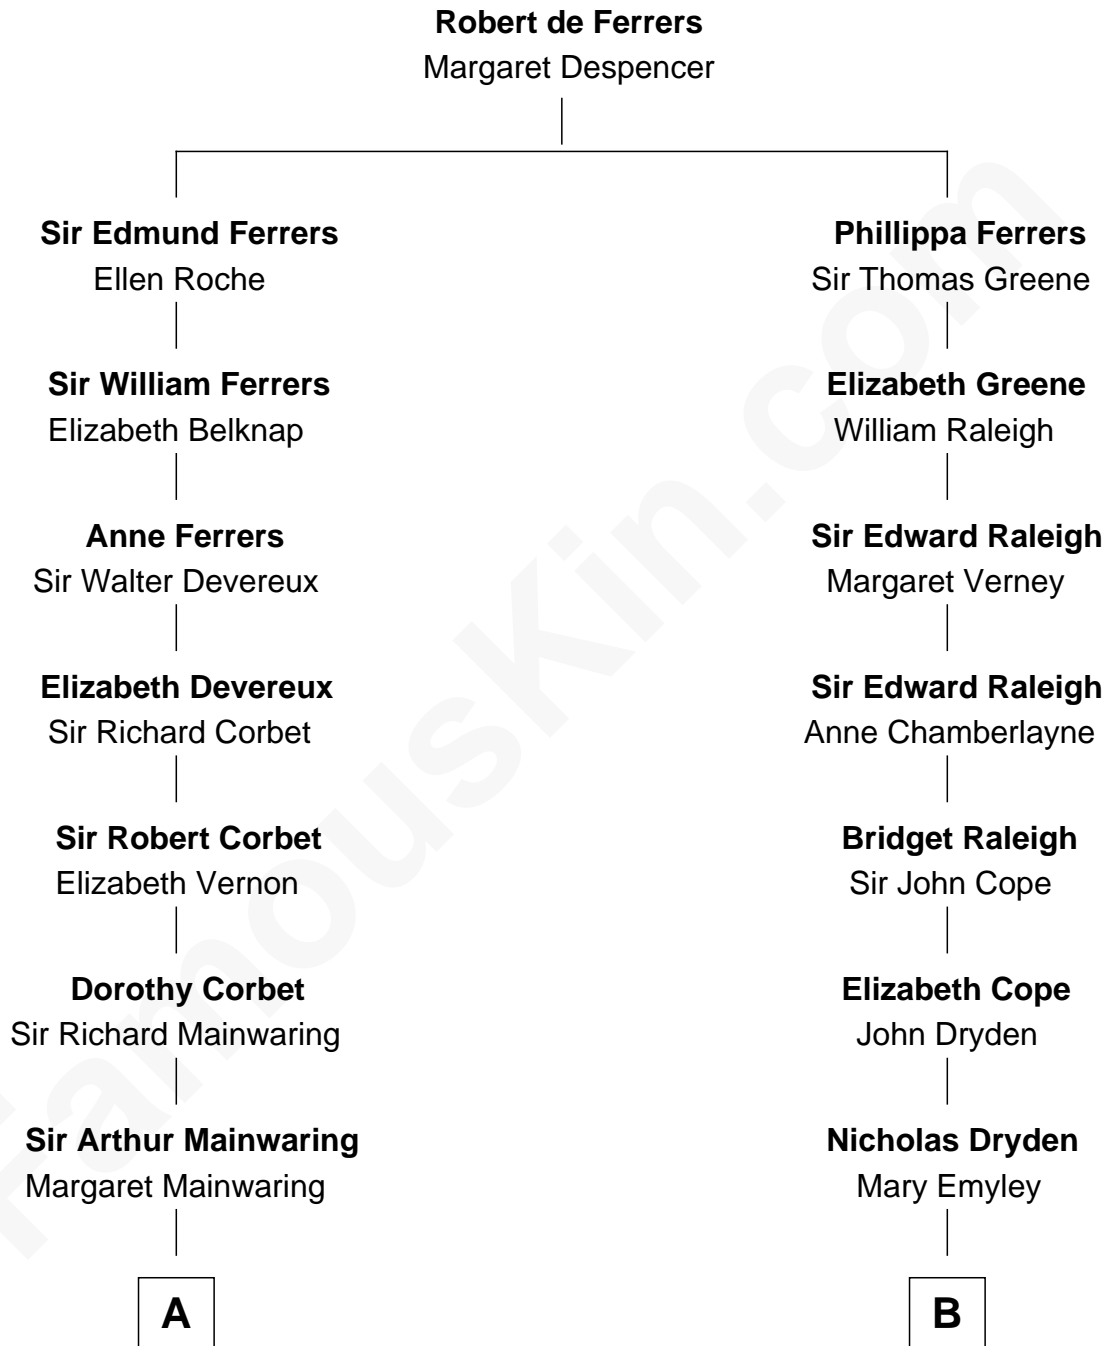 Robert de Ferrers
Margaret Despencer
Sir Edmund Ferrers
Ellen Roche
Sir William Ferrers
Elizabeth Belknap
Anne Ferrers
Sir Walter Devereux
Elizabeth Devereux
Sir Richard Corbet
Sir Robert Corbet
Elizabeth Vernon
Dorothy Corbet
Sir Richard Mainwaring
Sir Arthur Mainwaring
Margaret Mainwaring
A
Phillippa Ferrers
Sir Thomas Greene
Elizabeth Greene
William Raleigh
Sir Edward Raleigh
Margaret Verney
Sir Edward Raleigh
Anne Chamberlayne
Bridget Raleigh
Sir John Cope
Elizabeth Cope
John Dryden
Nicholas Dryden
Mary Emyley
B
FamousKin.com